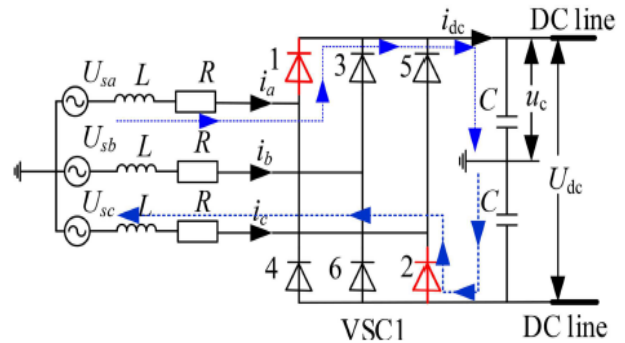 DC line
i_dc
1 3 5
U_sa L R i_a
C u_c
U_sb L R i_b
U_dc
U_sc L R i_c
C
4 6 2
VSC1
DC line